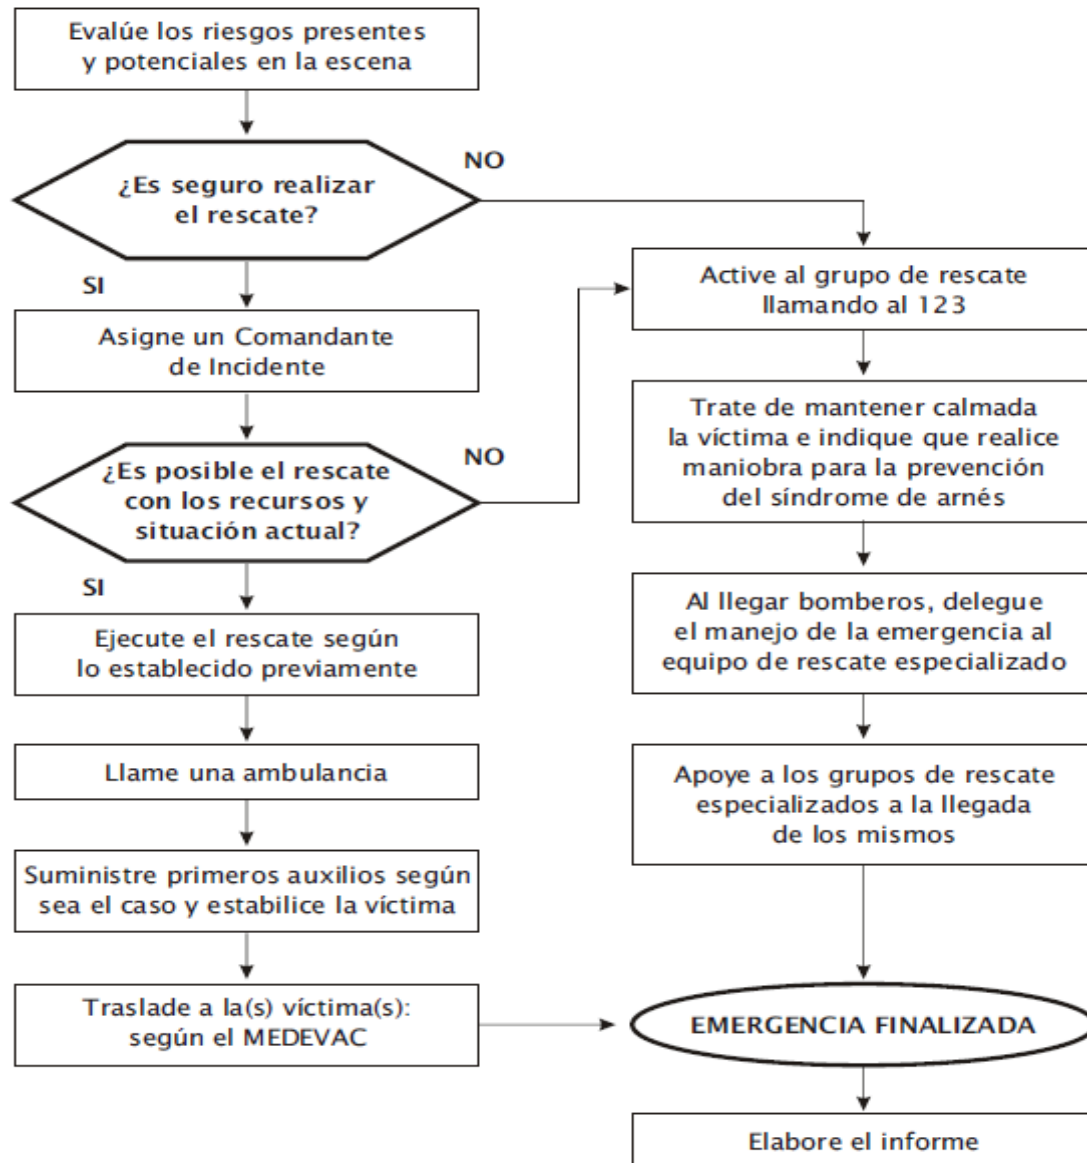 Evalúe los riesgos presentes
y potenciales en la escena
¿Es seguro realizar
el rescate?
NO
SI
Asigne un Comandante
de Incidente
¿Es posible el rescate
con los recursos y
situación actual?
NO
SI
Ejecute el rescate según
lo establecido previamente
Llame una ambulancia
Suministre primeros auxilios según
sea el caso y estabilice la víctima
Traslade a la(s) víctima(s):
según el MEDEVAC
Active al grupo de rescate
llamando al 123
Trate de mantener calmada
la víctima e indique que realice
maniobra para la prevención
del síndrome de arnés
Al llegar bomberos, delegue
el manejo de la emergencia al
equipo de rescate especializado
Apoye a los grupos de rescate
especializados a la llegada
de los mismos
EMERGENCIA FINALIZADA
Elabore el informe